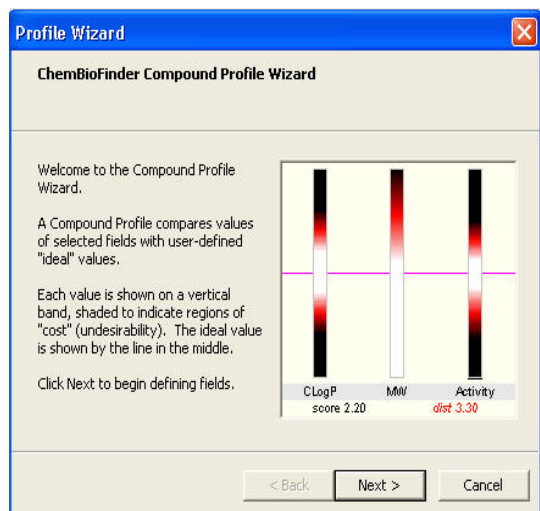 Profile Wizard
ChemBioFinder Compound Profile Wizard
Welcome to the Compound Profile
Wizard.
A Compound Profile compares values
of selected fields with user-defined
"ideal" values.
Each value is shown on a vertical
band, shaded to indicate regions of
"cost" (undesirability).  The ideal value
is shown by the line in the middle.
Click Next to begin defining fields.
CLogP MW Activity
score 2.20 dist 3.30
< Back Next > Cancel